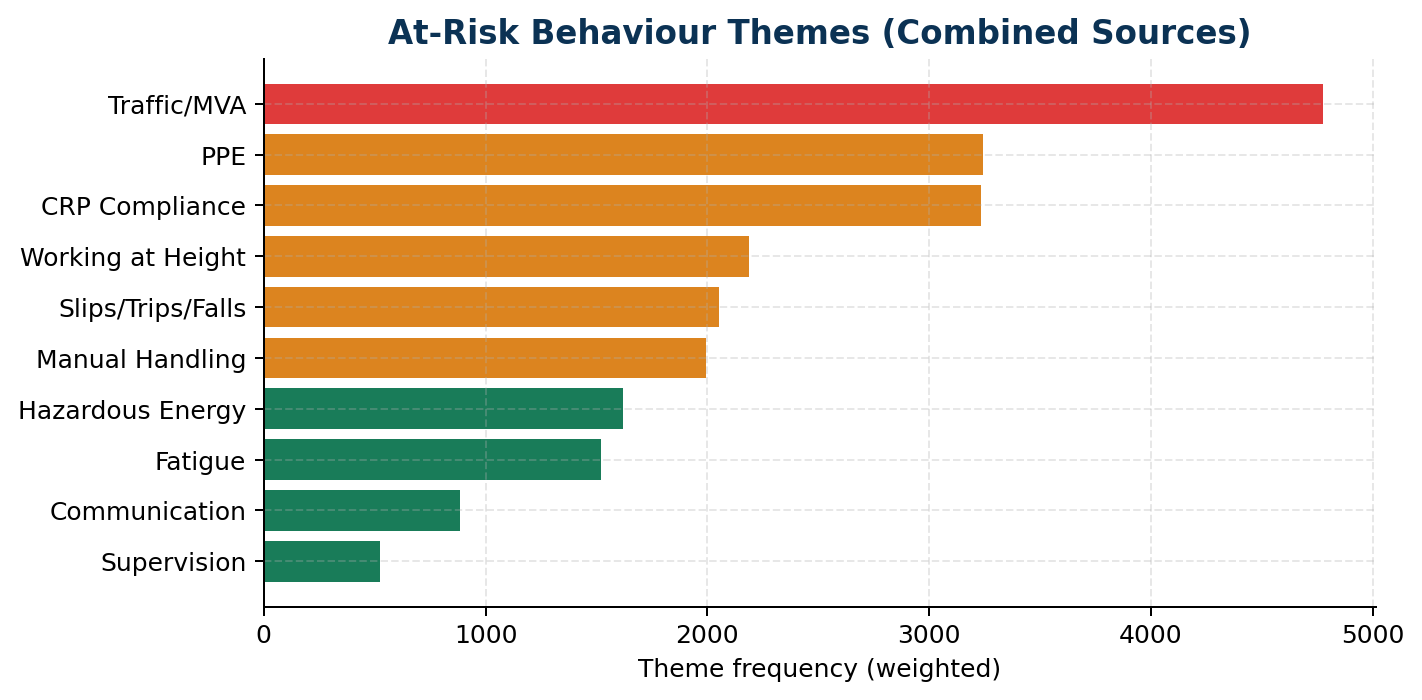 At-Risk Behaviour Themes (Combined Sources)
Traffic/MVA
PPE
CRP Compliance
Working at Height
Slips/Trips/Falls
Manual Handling
Hazardous Energy
Fatigue
Communication
Supervision
0 1000 2000 3000 4000 5000
Theme frequency (weighted)